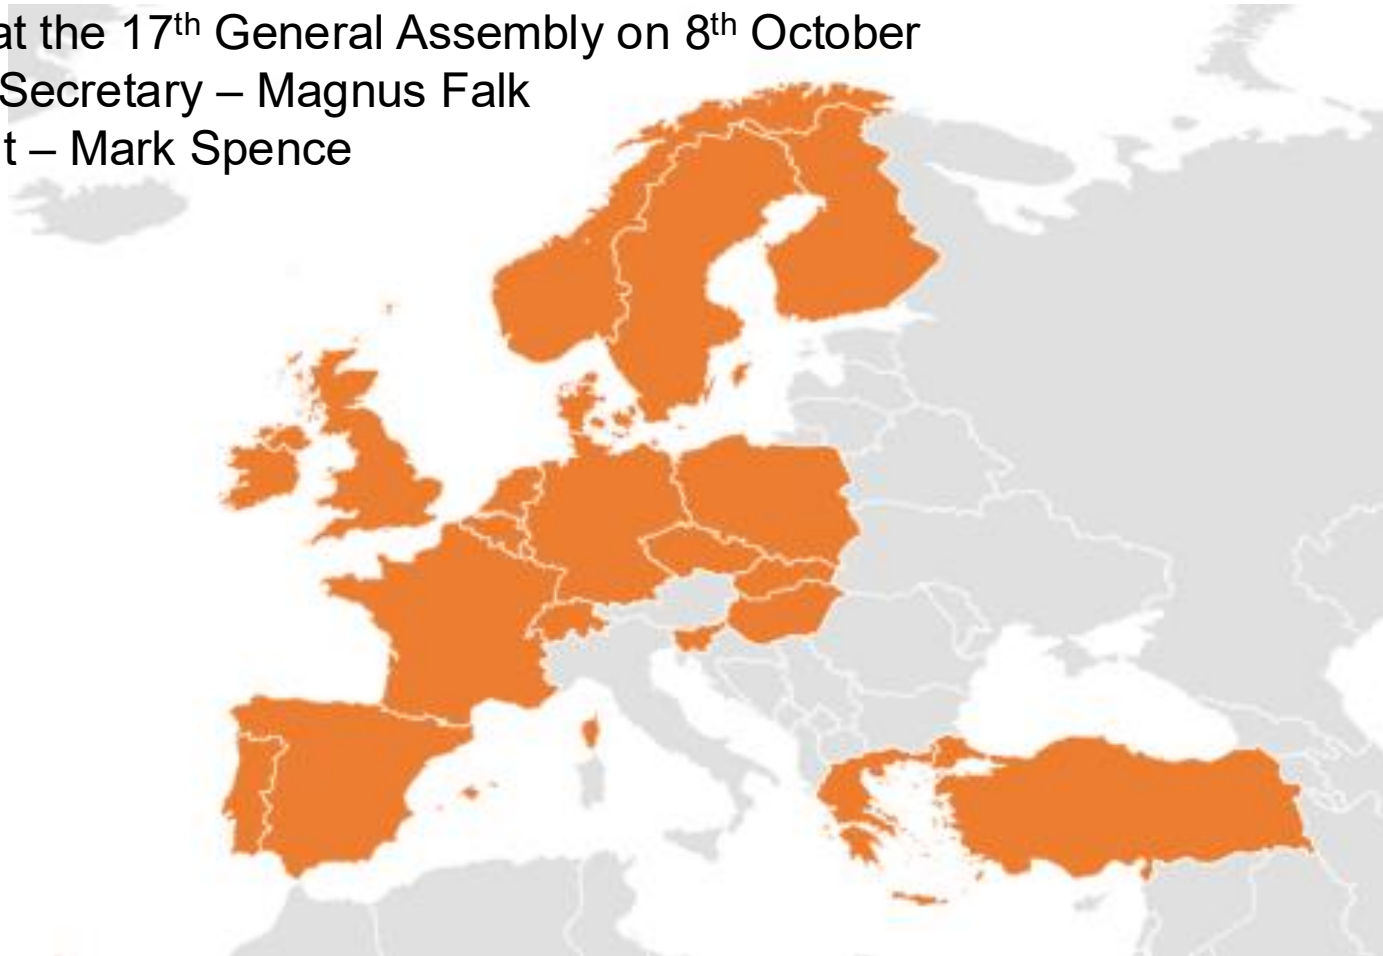 at the 17th General Assembly on 8th October
Secretary – Magnus Falk
t – Mark Spence